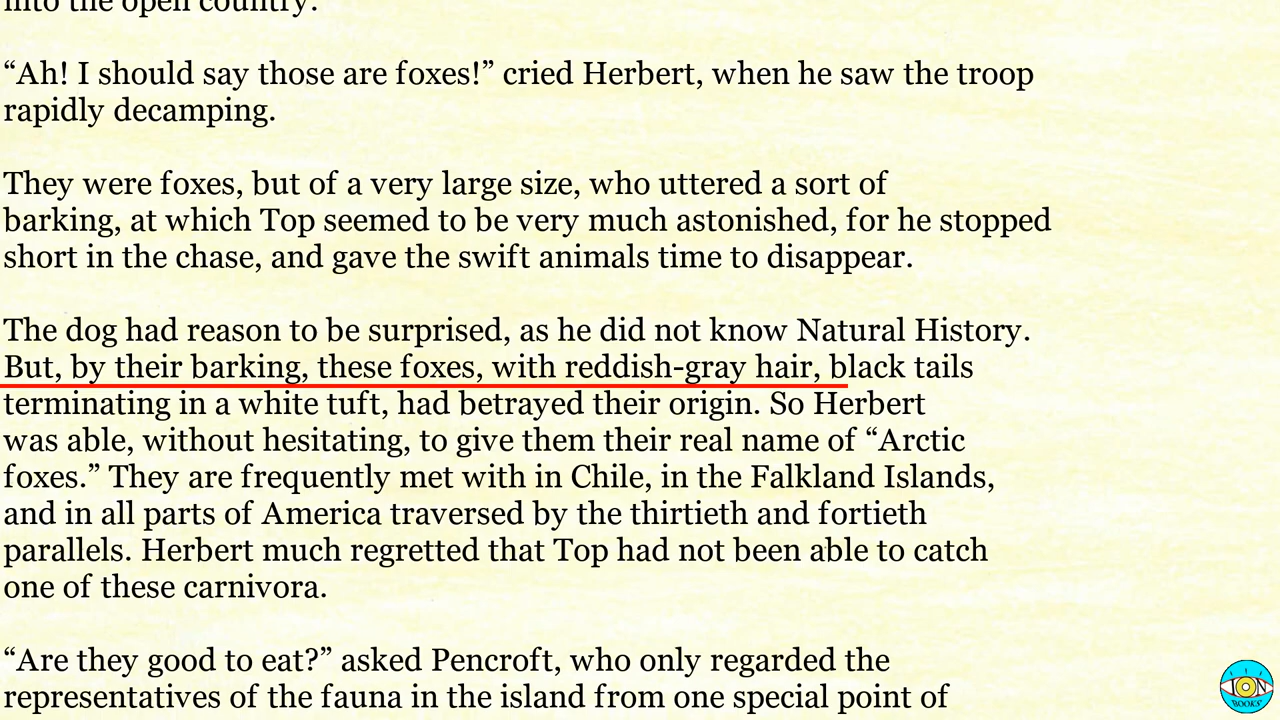 into the open country.
“Ah! I should say those are foxes!” cried Herbert, when he saw the troop
rapidly decamping.
They were foxes, but of a very large size, who uttered a sort of
barking, at which Top seemed to be very much astonished, for he stopped
short in the chase, and gave the swift animals time to disappear.
The dog had reason to be surprised, as he did not know Natural History.
But, by their barking, these foxes, with reddish-gray hair, black tails
terminating in a white tuft, had betrayed their origin. So Herbert
was able, without hesitating, to give them their real name of “Arctic
foxes.” They are frequently met with in Chile, in the Falkland Islands,
and in all parts of America traversed by the thirtieth and fortieth
parallels. Herbert much regretted that Top had not been able to catch
one of these carnivora.
“Are they good to eat?” asked Pencroft, who only regarded the
representatives of the fauna in the island from one special point of
ION
BOOKS